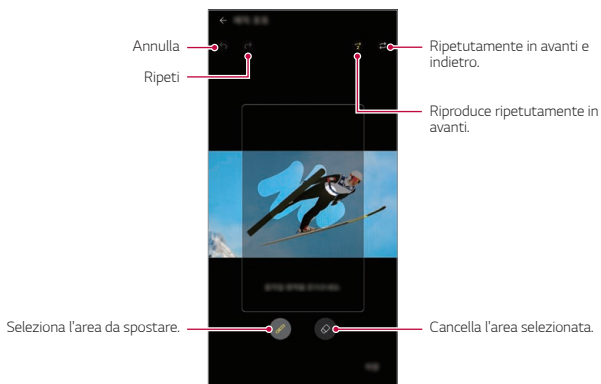 Annulla
Ripeti
Ripetutamente in avanti e
indietro.
Riproduce ripetutamente in
avanti.
Seleziona l'area da spostare.
Cancella l'area selezionata.